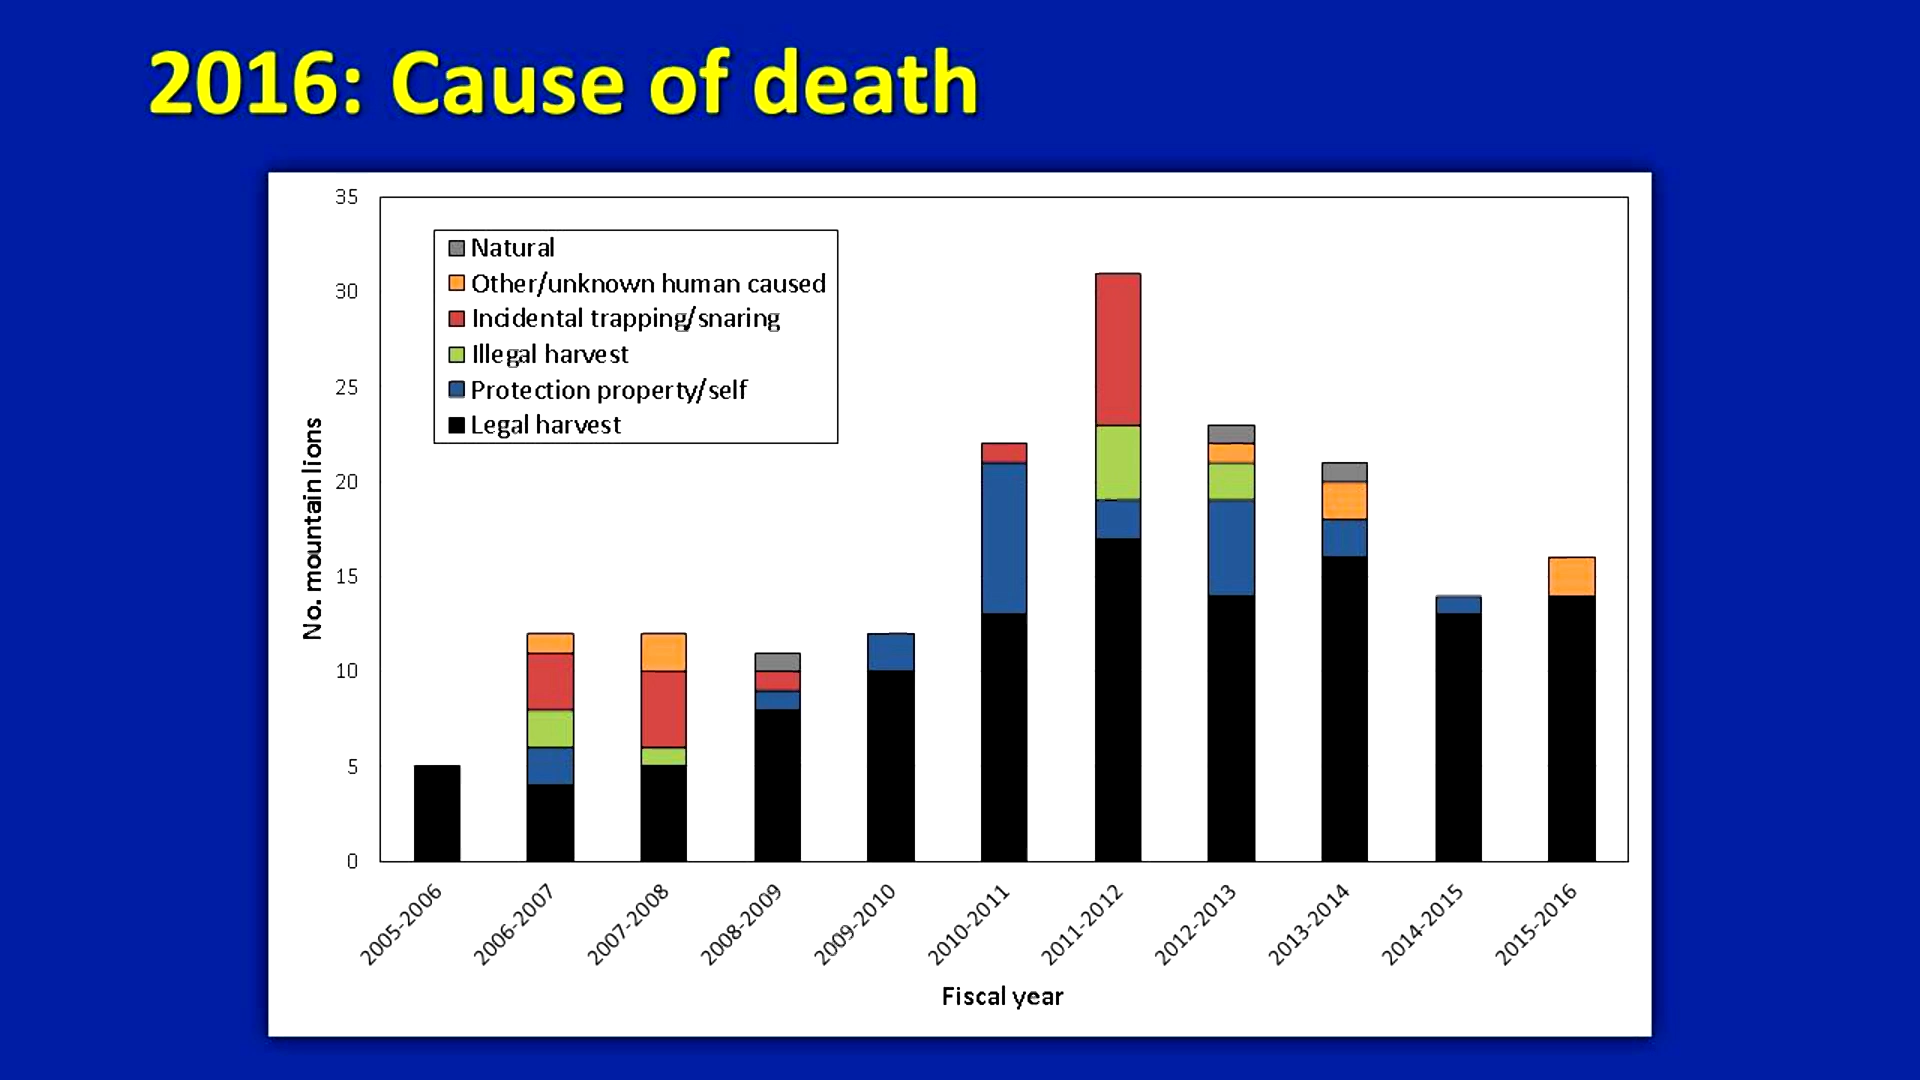 2016: Cause of death
35
30
25
20
15
10
5
0
No. mountain lions
Natural
Other/unknown human caused
Incidental trapping/snaring
Illegal harvest
Protection property/self
Legal harvest
2005-2006
2006-2007
2007-2008
2008-2009
2009-2010
2010-2011
2011-2012
2012-2013
2013-2014
2014-2015
2015-2016
Fiscal year